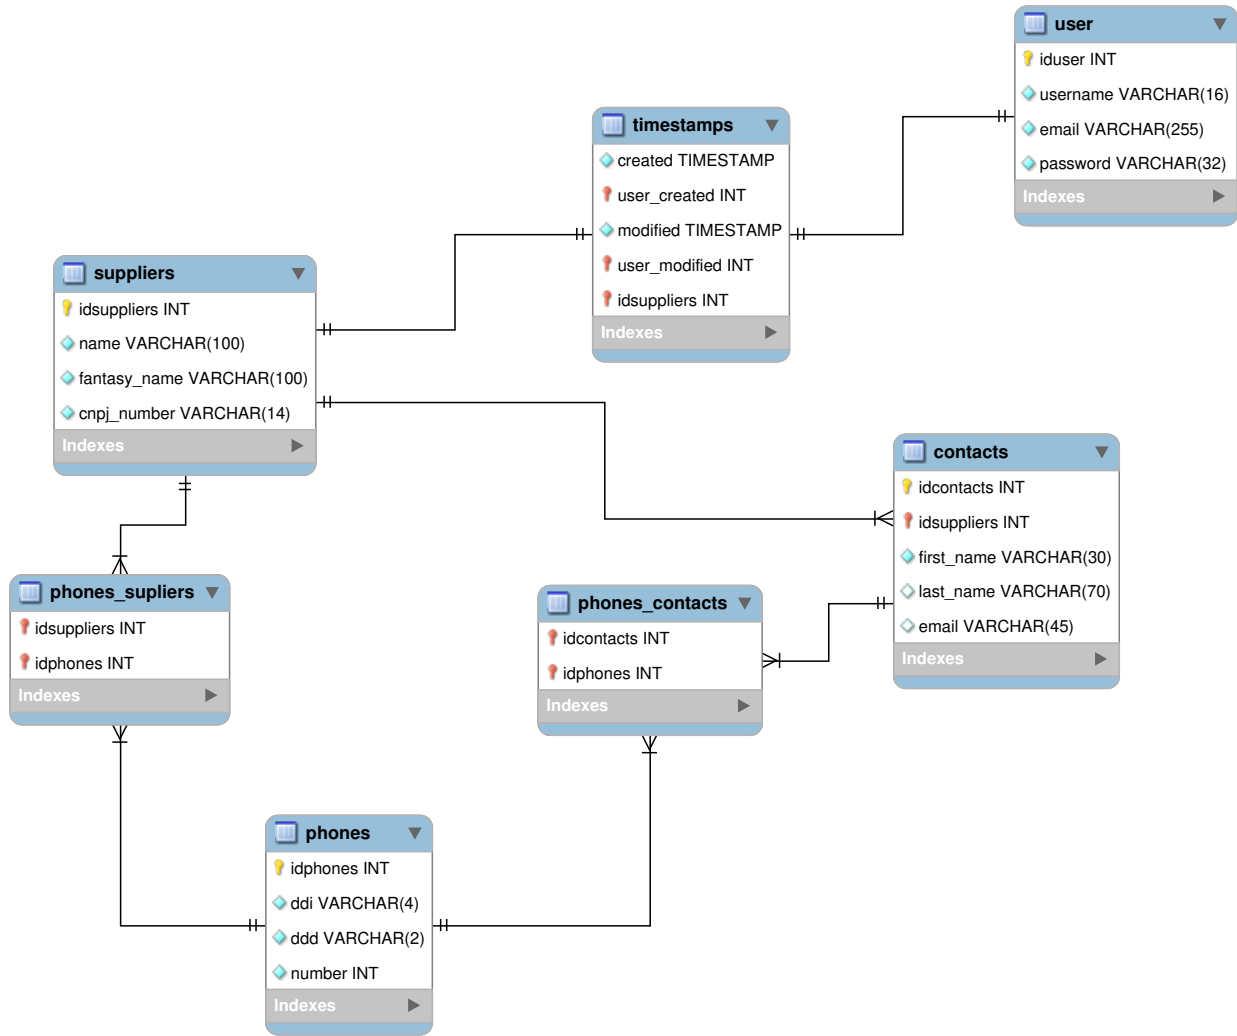 user
iduser INT
username VARCHAR(16)
email VARCHAR(255)
password VARCHAR(32)
Indexes
timestamps
created TIMESTAMP
user_created INT
modified TIMESTAMP
user_modified INT
idsuppliers INT
Indexes
suppliers
idsuppliers INT
name VARCHAR(100)
fantasy_name VARCHAR(100)
cnpj_number VARCHAR(14)
Indexes
contacts
idcontacts INT
idsuppliers INT
first_name VARCHAR(30)
last_name VARCHAR(70)
email VARCHAR(45)
Indexes
phones_supliers
idsuppliers INT
idphones INT
Indexes
phones_contacts
idcontacts INT
idphones INT
Indexes
phones
idphones INT
ddi VARCHAR(4)
ddd VARCHAR(2)
number INT
Indexes